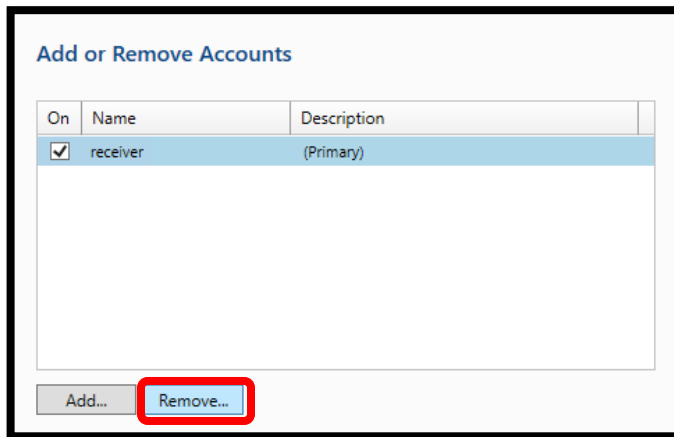 Add or Remove Accounts
On Name Description
receiver (Primary)
Add... Remove...